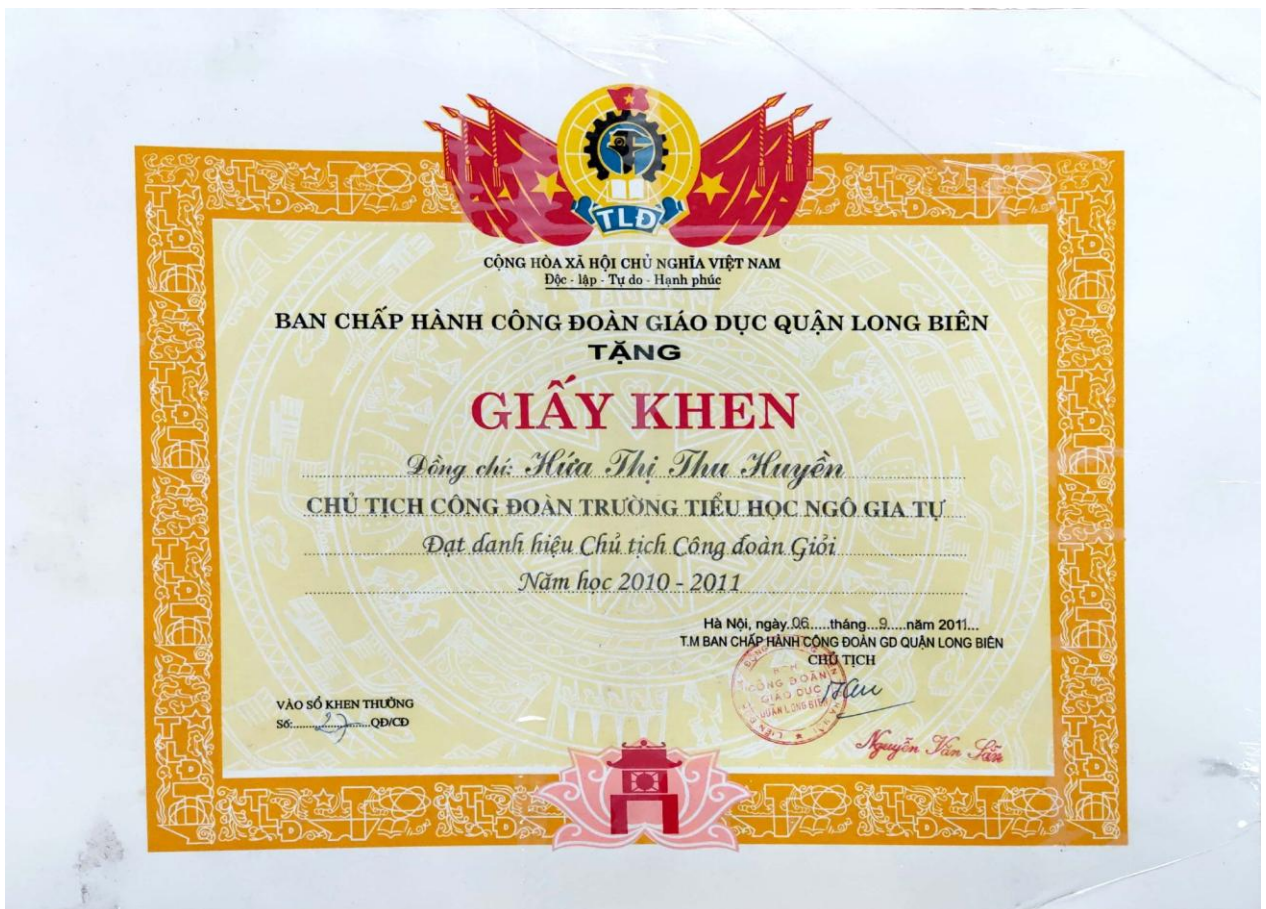 TLĐ
CỘNG HÒA XÃ HỘI CHỦ NGHĨA VIỆT NAM
Độc - lập - Tự do - Hạnh phúc
BAN CHẤP HÀNH CÔNG ĐOÀN GIÁO DỤC QUẬN LONG BIÊN
TẶNG
GIẤY KHEN
Đồng chí: Hứa Thị Thu Huyền
CHỦ TỊCH CÔNG ĐOÀN TRƯỜNG TIỂU HỌC NGÔ GIA TỰ
Đạt danh hiệu Chủ tịch Công đoàn Giỏi
Năm học 2010 - 2011
Hà Nội, ngày.06.....tháng...9.....năm 2011...
T.M BAN CHẤP HÀNH CÔNG ĐOÀN GD QUẬN LONG BIÊN
CHỦ TỊCH
BCH
CÔNG ĐOÀN
GIÁO DỤC
QUẬN LONG BIÊN
VÀO SỔ KHEN THƯỞNG
Số:......27......QĐ/CĐ
Nguyễn Văn